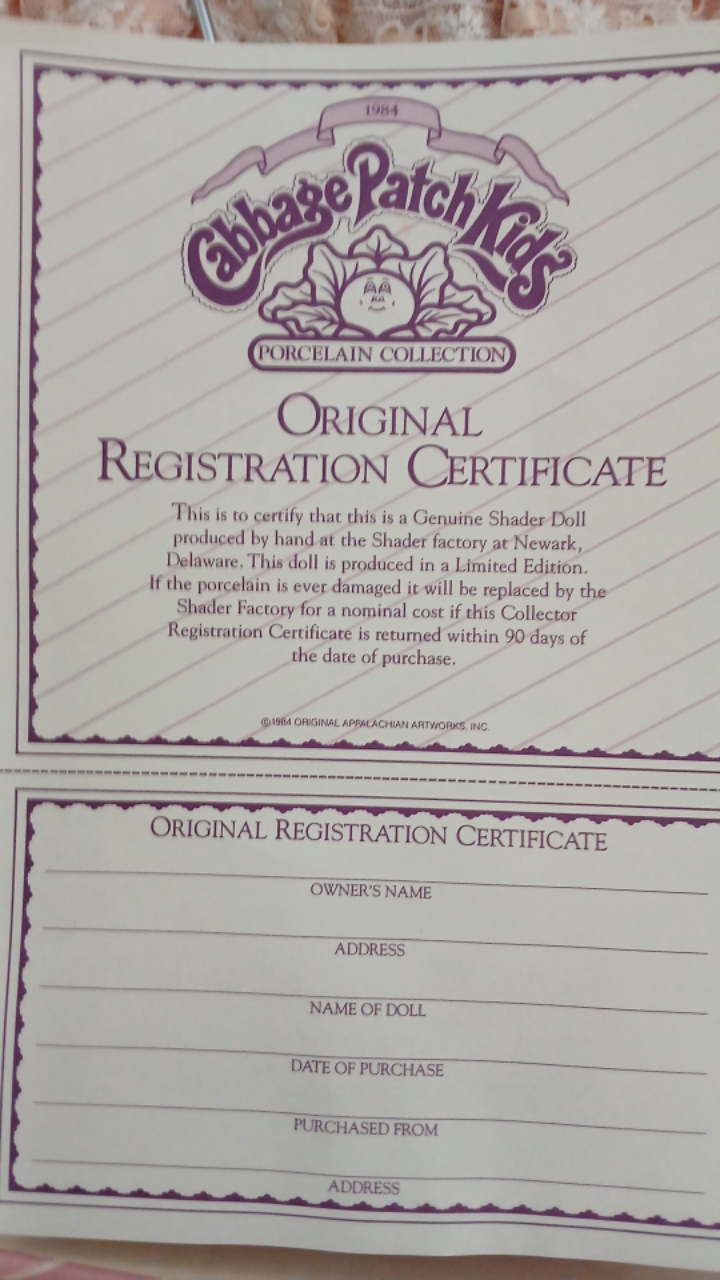 1984
Cabbage Patch Kids
PORCELAIN COLLECTION
ORIGINAL
REGISTRATION CERTIFICATE
This is to certify that this is a Genuine Shader Doll
produced by hand at the Shader factory at Newark,
Delaware. This doll is produced in a Limited Edition.
If the porcelain is ever damaged it will be replaced by the
Shader Factory for a nominal cost if this Collector
Registration Certificate is returned within 90 days of
the date of purchase.
©1984 ORIGINAL APPALACHIAN ARTWORKS, INC.
ORIGINAL REGISTRATION CERTIFICATE
OWNER'S NAME
ADDRESS
NAME OF DOLL
DATE OF PURCHASE
PURCHASED FROM
ADDRESS